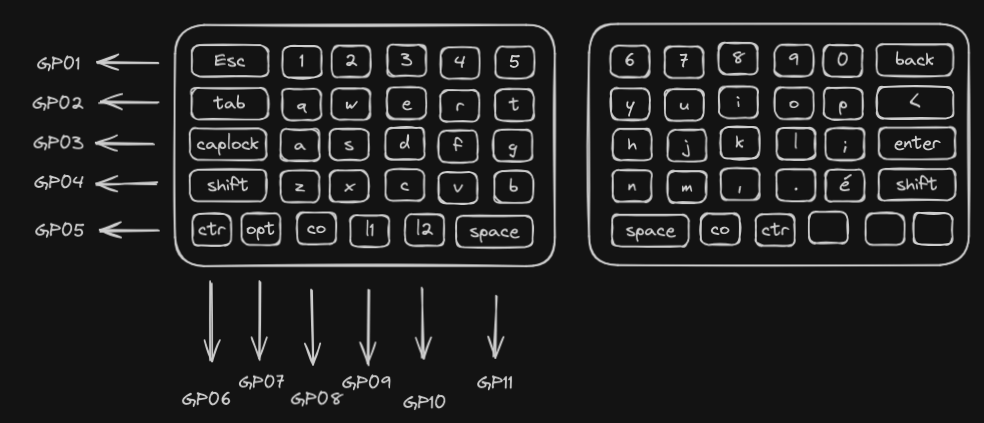 GP01 Esc 1 2 3 4 5 6 7 8 9 0 back
GP02 tab q w e r t y u i o p <
GP03 caplock a s d f g h j k l ; enter
GP04 shift z x c v b n m , . é shift
GP05 ctr opt co l1 l2 space space co ctr
GP06 GP07 GP08 GP09 GP10 GP11